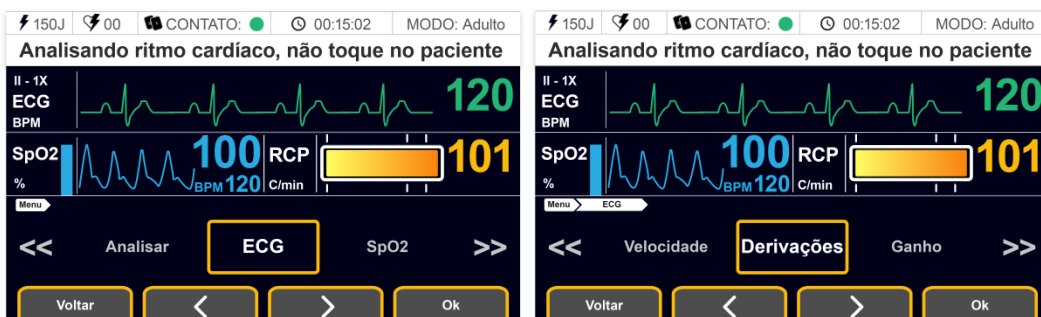 150J 00 CONTATO: 00:15:02 MODO: Adulto
Analisando ritmo cardíaco, não toque no paciente
II - 1X
ECG
BPM
120
SpO2
%
100
BPM 120
RCP
C/min
101
Menu
<< Analisar ECG SpO2 >>
Voltar < > Ok
150J 00 CONTATO: 00:15:02 MODO: Adulto
Analisando ritmo cardíaco, não toque no paciente
II - 1X
ECG
BPM
120
SpO2
%
100
BPM 120
RCP
C/min
101
Menu ECG
<< Velocidade Derivações Ganho >>
Voltar < > Ok